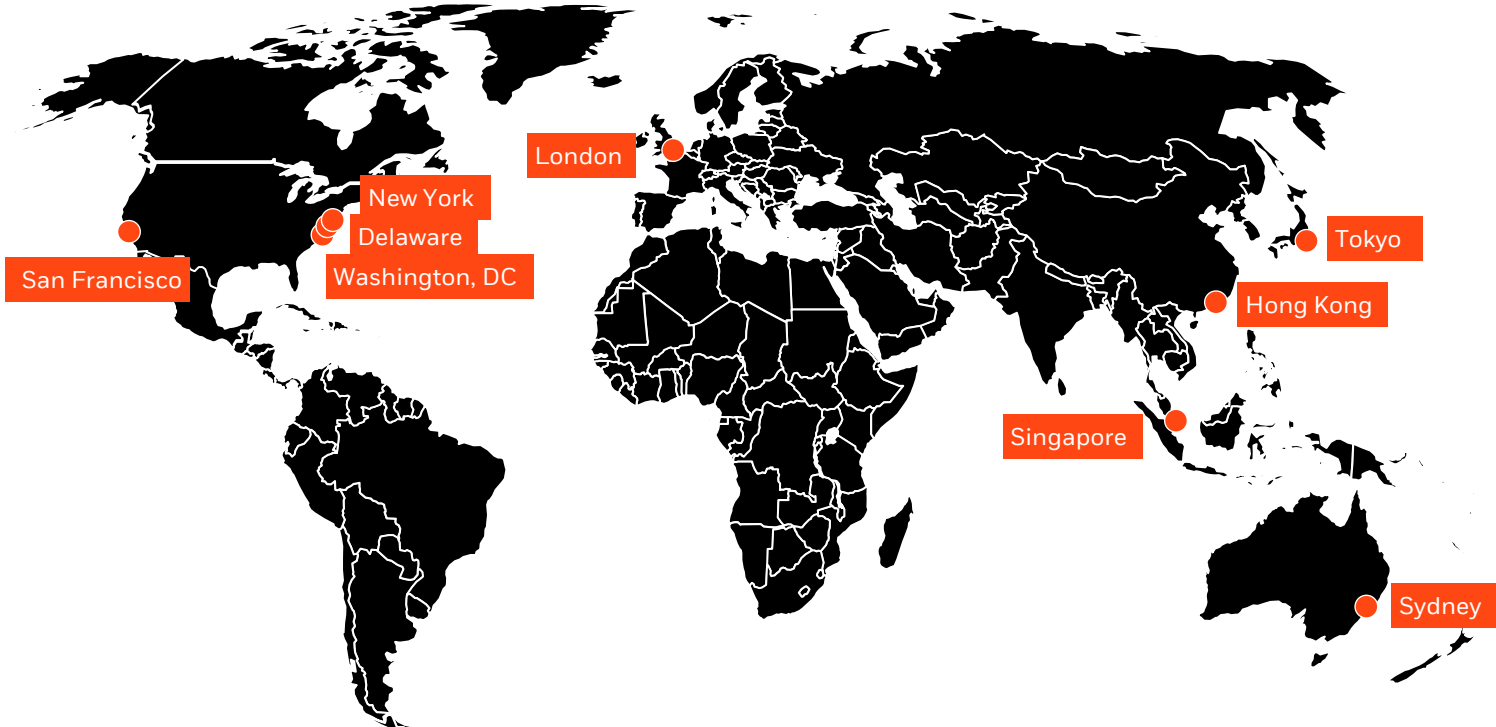 London
New York
Delaware
Washington, DC
San Francisco
Tokyo
Hong Kong
Singapore
Sydney